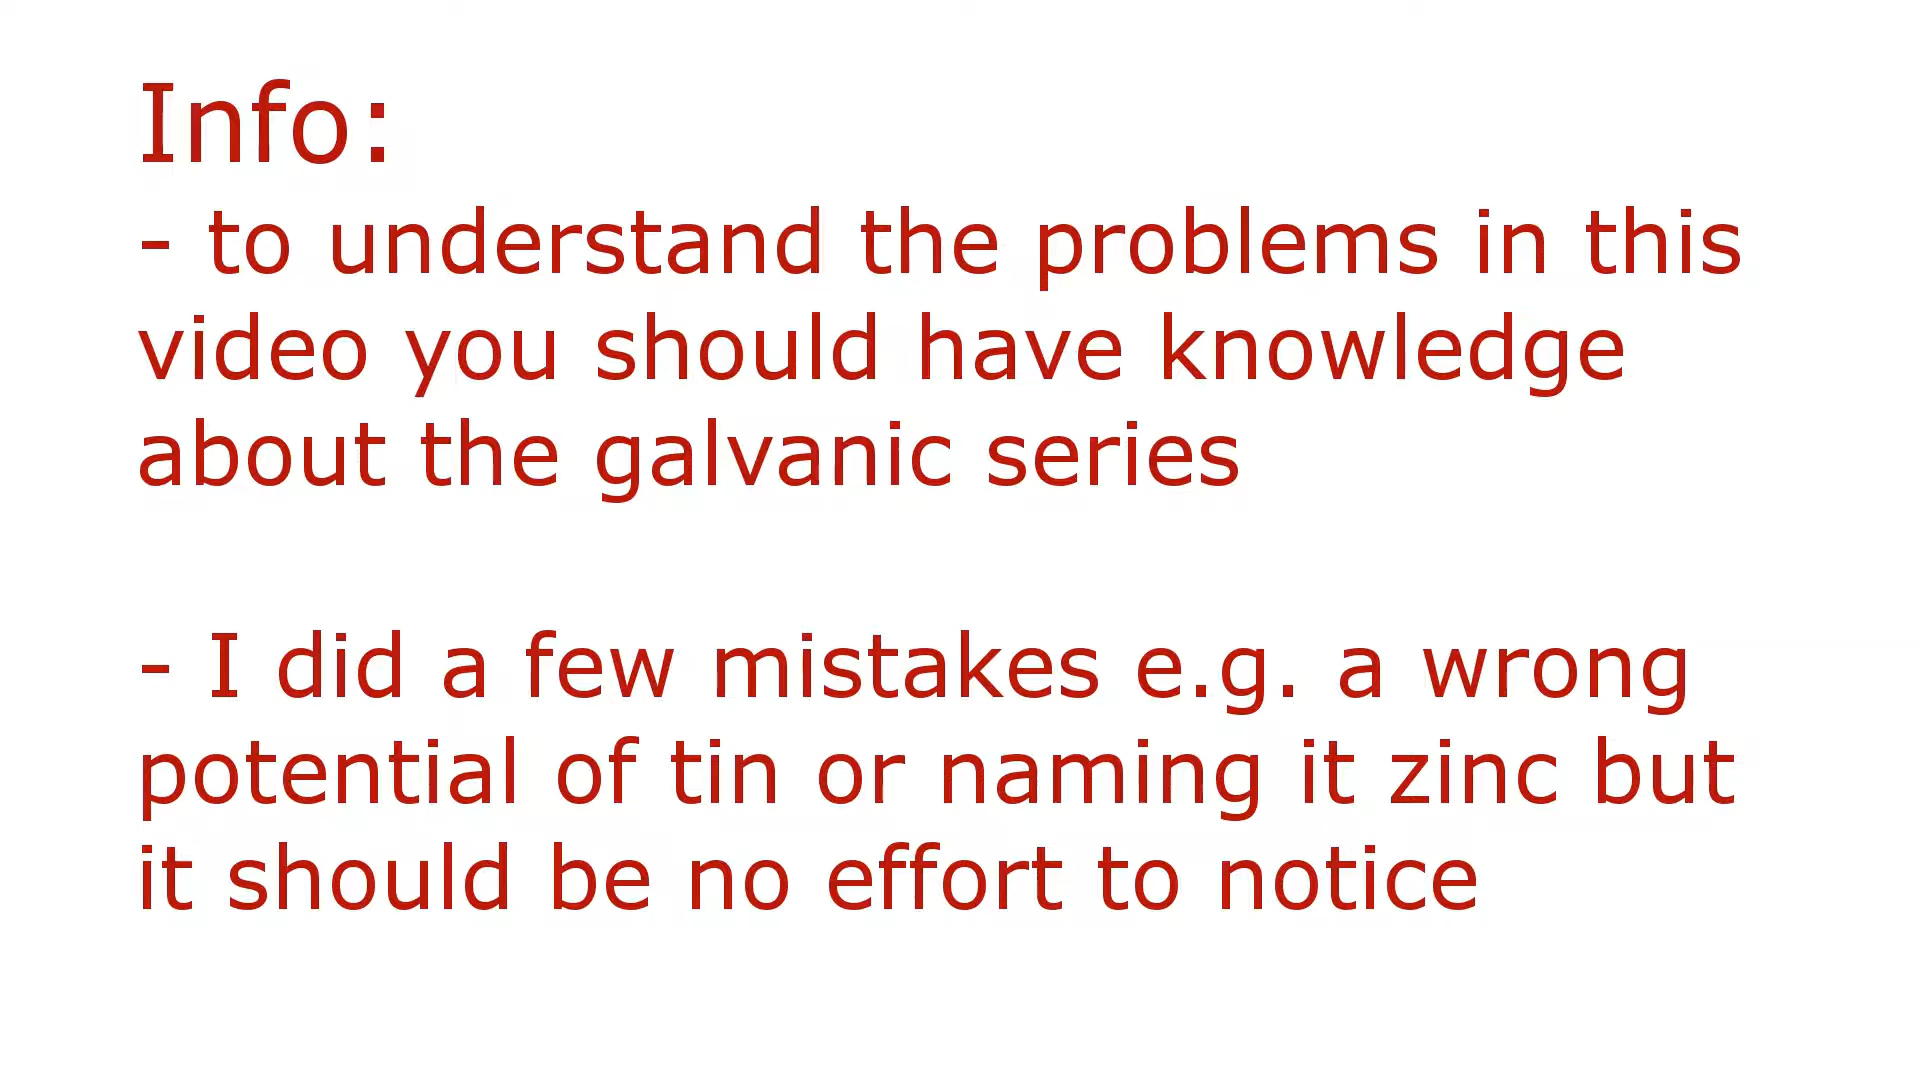 Info:
- to understand the problems in this
video you should have knowledge
about the galvanic series
- I did a few mistakes e.g. a wrong
potential of tin or naming it zinc but
it should be no effort to notice